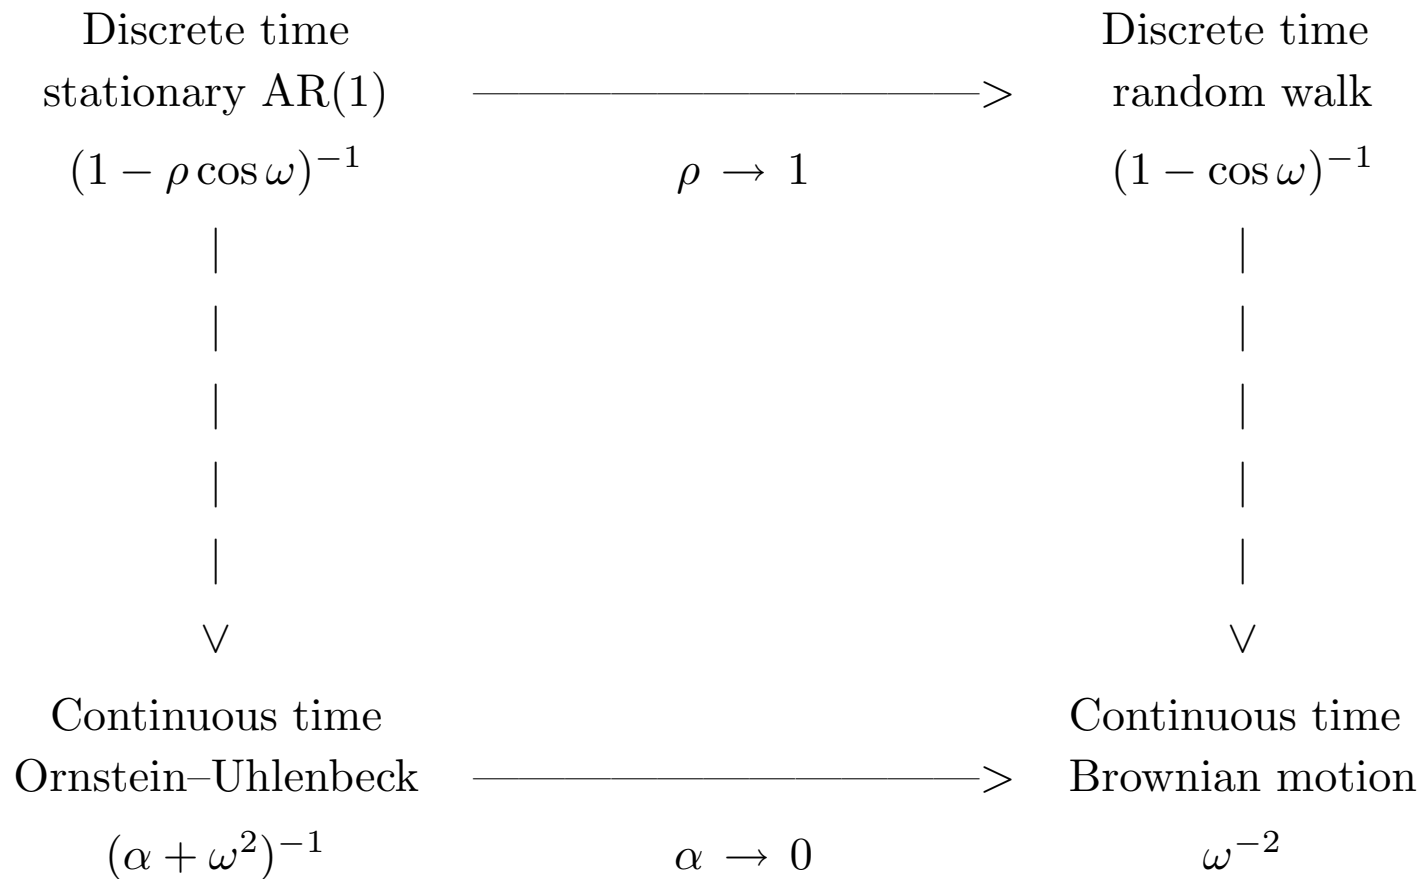 Discrete time
stationary AR(1)
(1 − ρ cos ω)⁻¹
ρ → 1
Discrete time
random walk
(1 − cos ω)⁻¹
Continuous time
Ornstein–Uhlenbeck
(α + ω²)⁻¹
α → 0
Continuous time
Brownian motion
ω⁻²